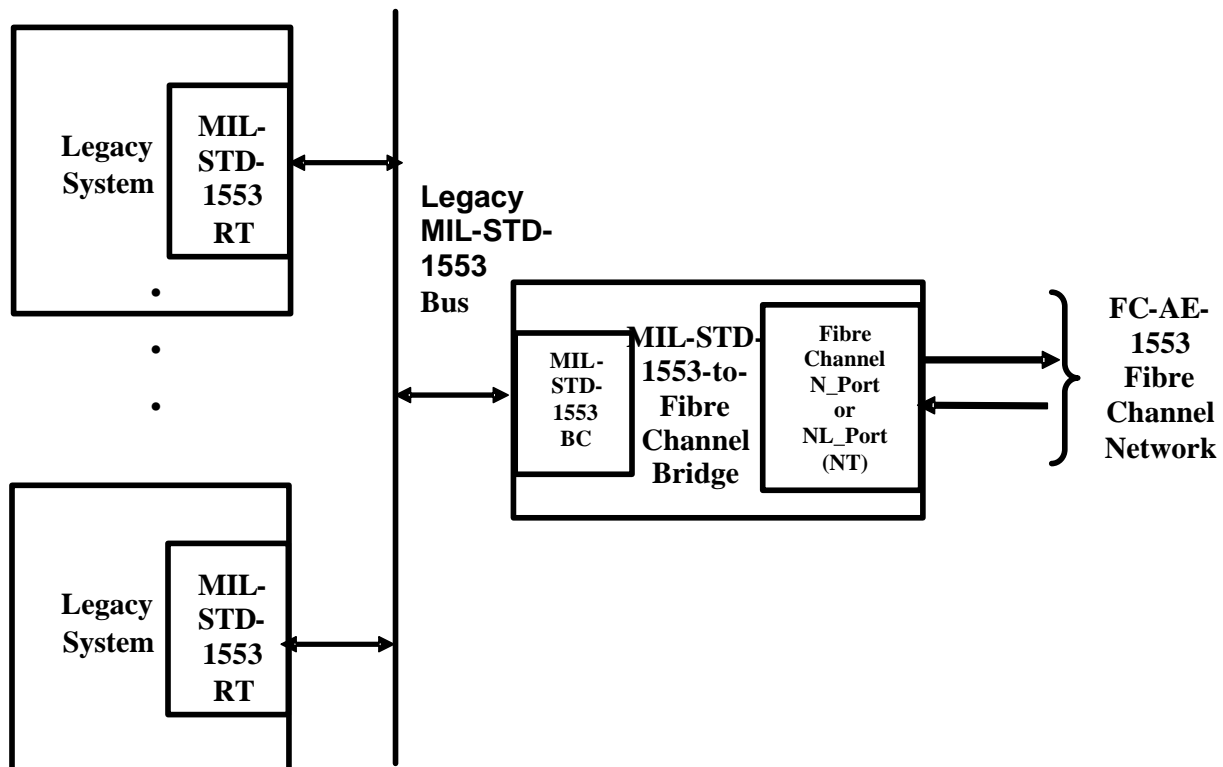 Legacy
System
MIL-
STD-
1553
RT
Legacy
MIL-STD-
1553
Bus
MIL-
STD-
1553
BC
MIL-STD-
1553-to-
Fibre
Channel
Bridge
Fibre
Channel
N_Port
or
NL_Port
(NT)
FC-AE-
1553
Fibre
Channel
Network
Legacy
System
MIL-
STD-
1553
RT